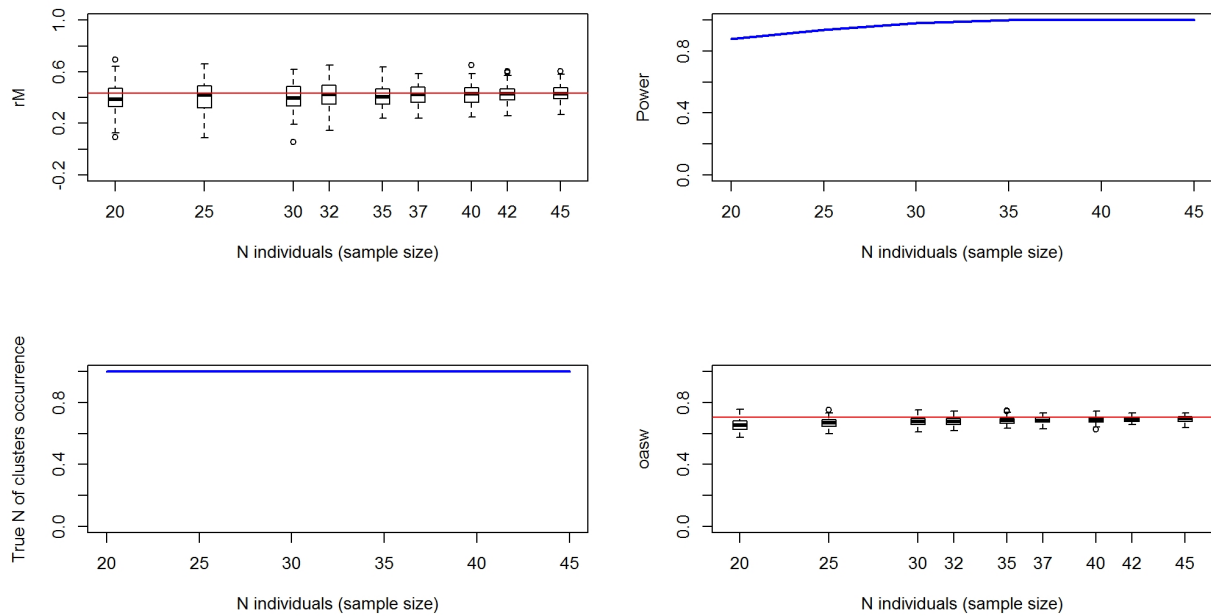 rM
1.0
0.6
0.2
-0.2
20 25 30 32 35 37 40 42 45
N individuals (sample size)
Power
0.8
0.4
0.0
20 25 30 35 40 45
N individuals (sample size)
True N of clusters occurrence
0.8
0.4
0.0
20 25 30 35 40 45
N individuals (sample size)
oasw
0.8
0.4
0.0
20 25 30 32 35 37 40 42 45
N individuals (sample size)